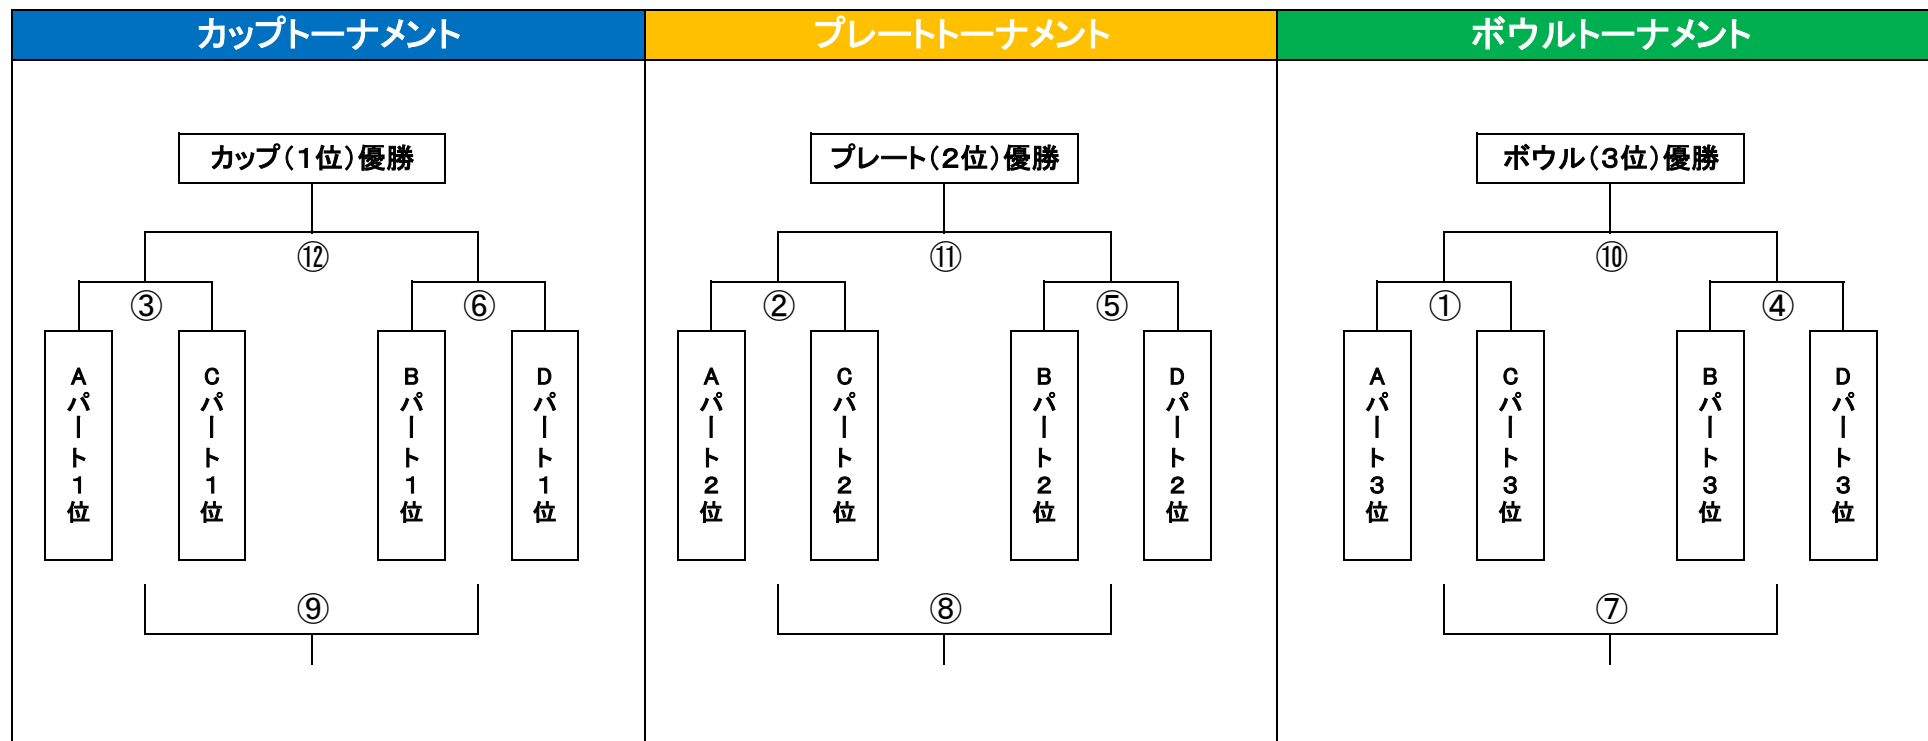 カップトーナメント
プレートトーナメント
ボウルトーナメント
カップ（１位）優勝
⑫
③
⑥
Aパート１位
Cパート１位
Bパート１位
Dパート１位
⑨
プレート（２位）優勝
⑪
②
⑤
Aパート２位
Cパート２位
Bパート２位
Dパート２位
⑧
ボウル（３位）優勝
⑩
①
④
Aパート３位
Cパート３位
Bパート３位
Dパート３位
⑦